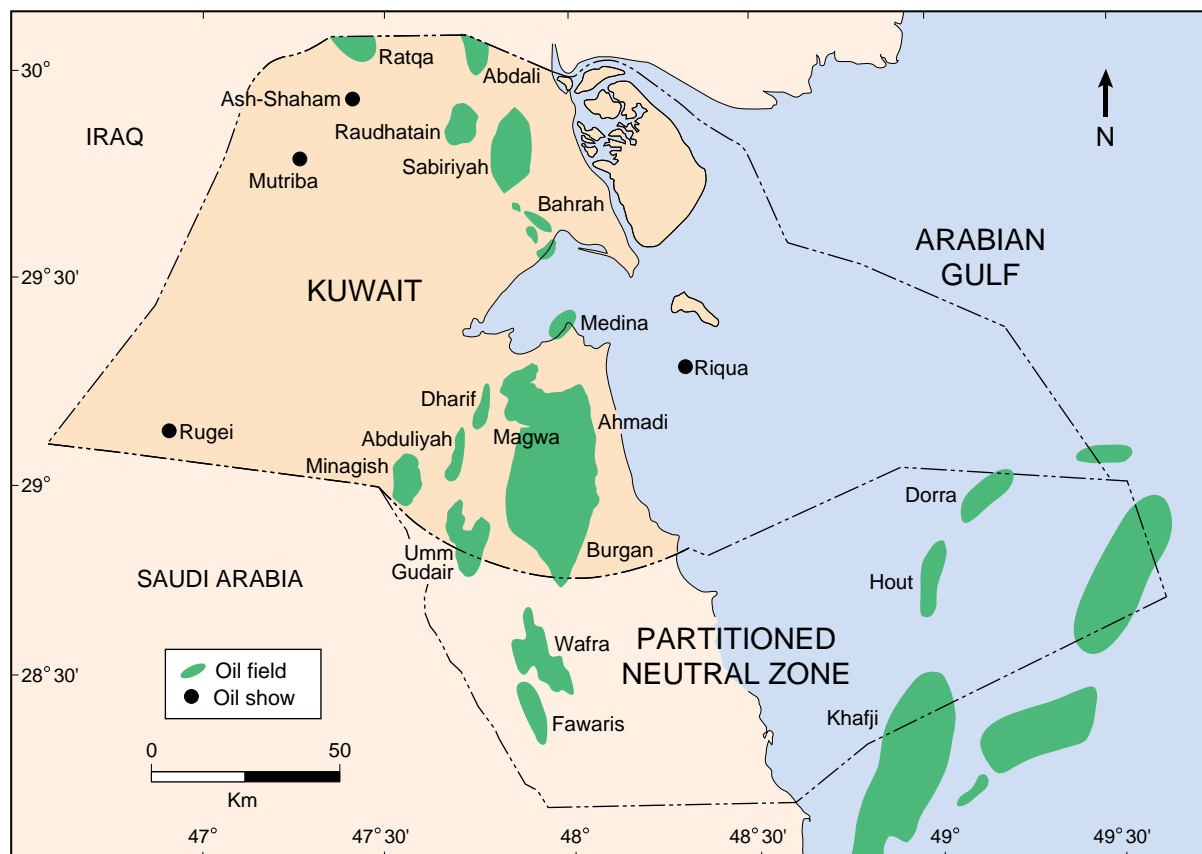 30°
Ratqa
Abdali
Ash-Shaham
IRAQ
Raudhatain
N
Mutriba
Sabiriyah
Bahrah
ARABIAN
GULF
29° 30'
KUWAIT
Medina
Riqua
Dharif
Ahmadi
Rugei
Abduliyah
Magwa
Minagish
29°
Dorra
Umm
Gudair
Burgan
SAUDI ARABIA
Hout
PARTITIONED
NEUTRAL ZONE
Wafra
28° 30'
Oil field
Oil show
Fawaris
Khafji
0 50
Km
47° 47° 30' 48° 48° 30' 49° 49° 30'